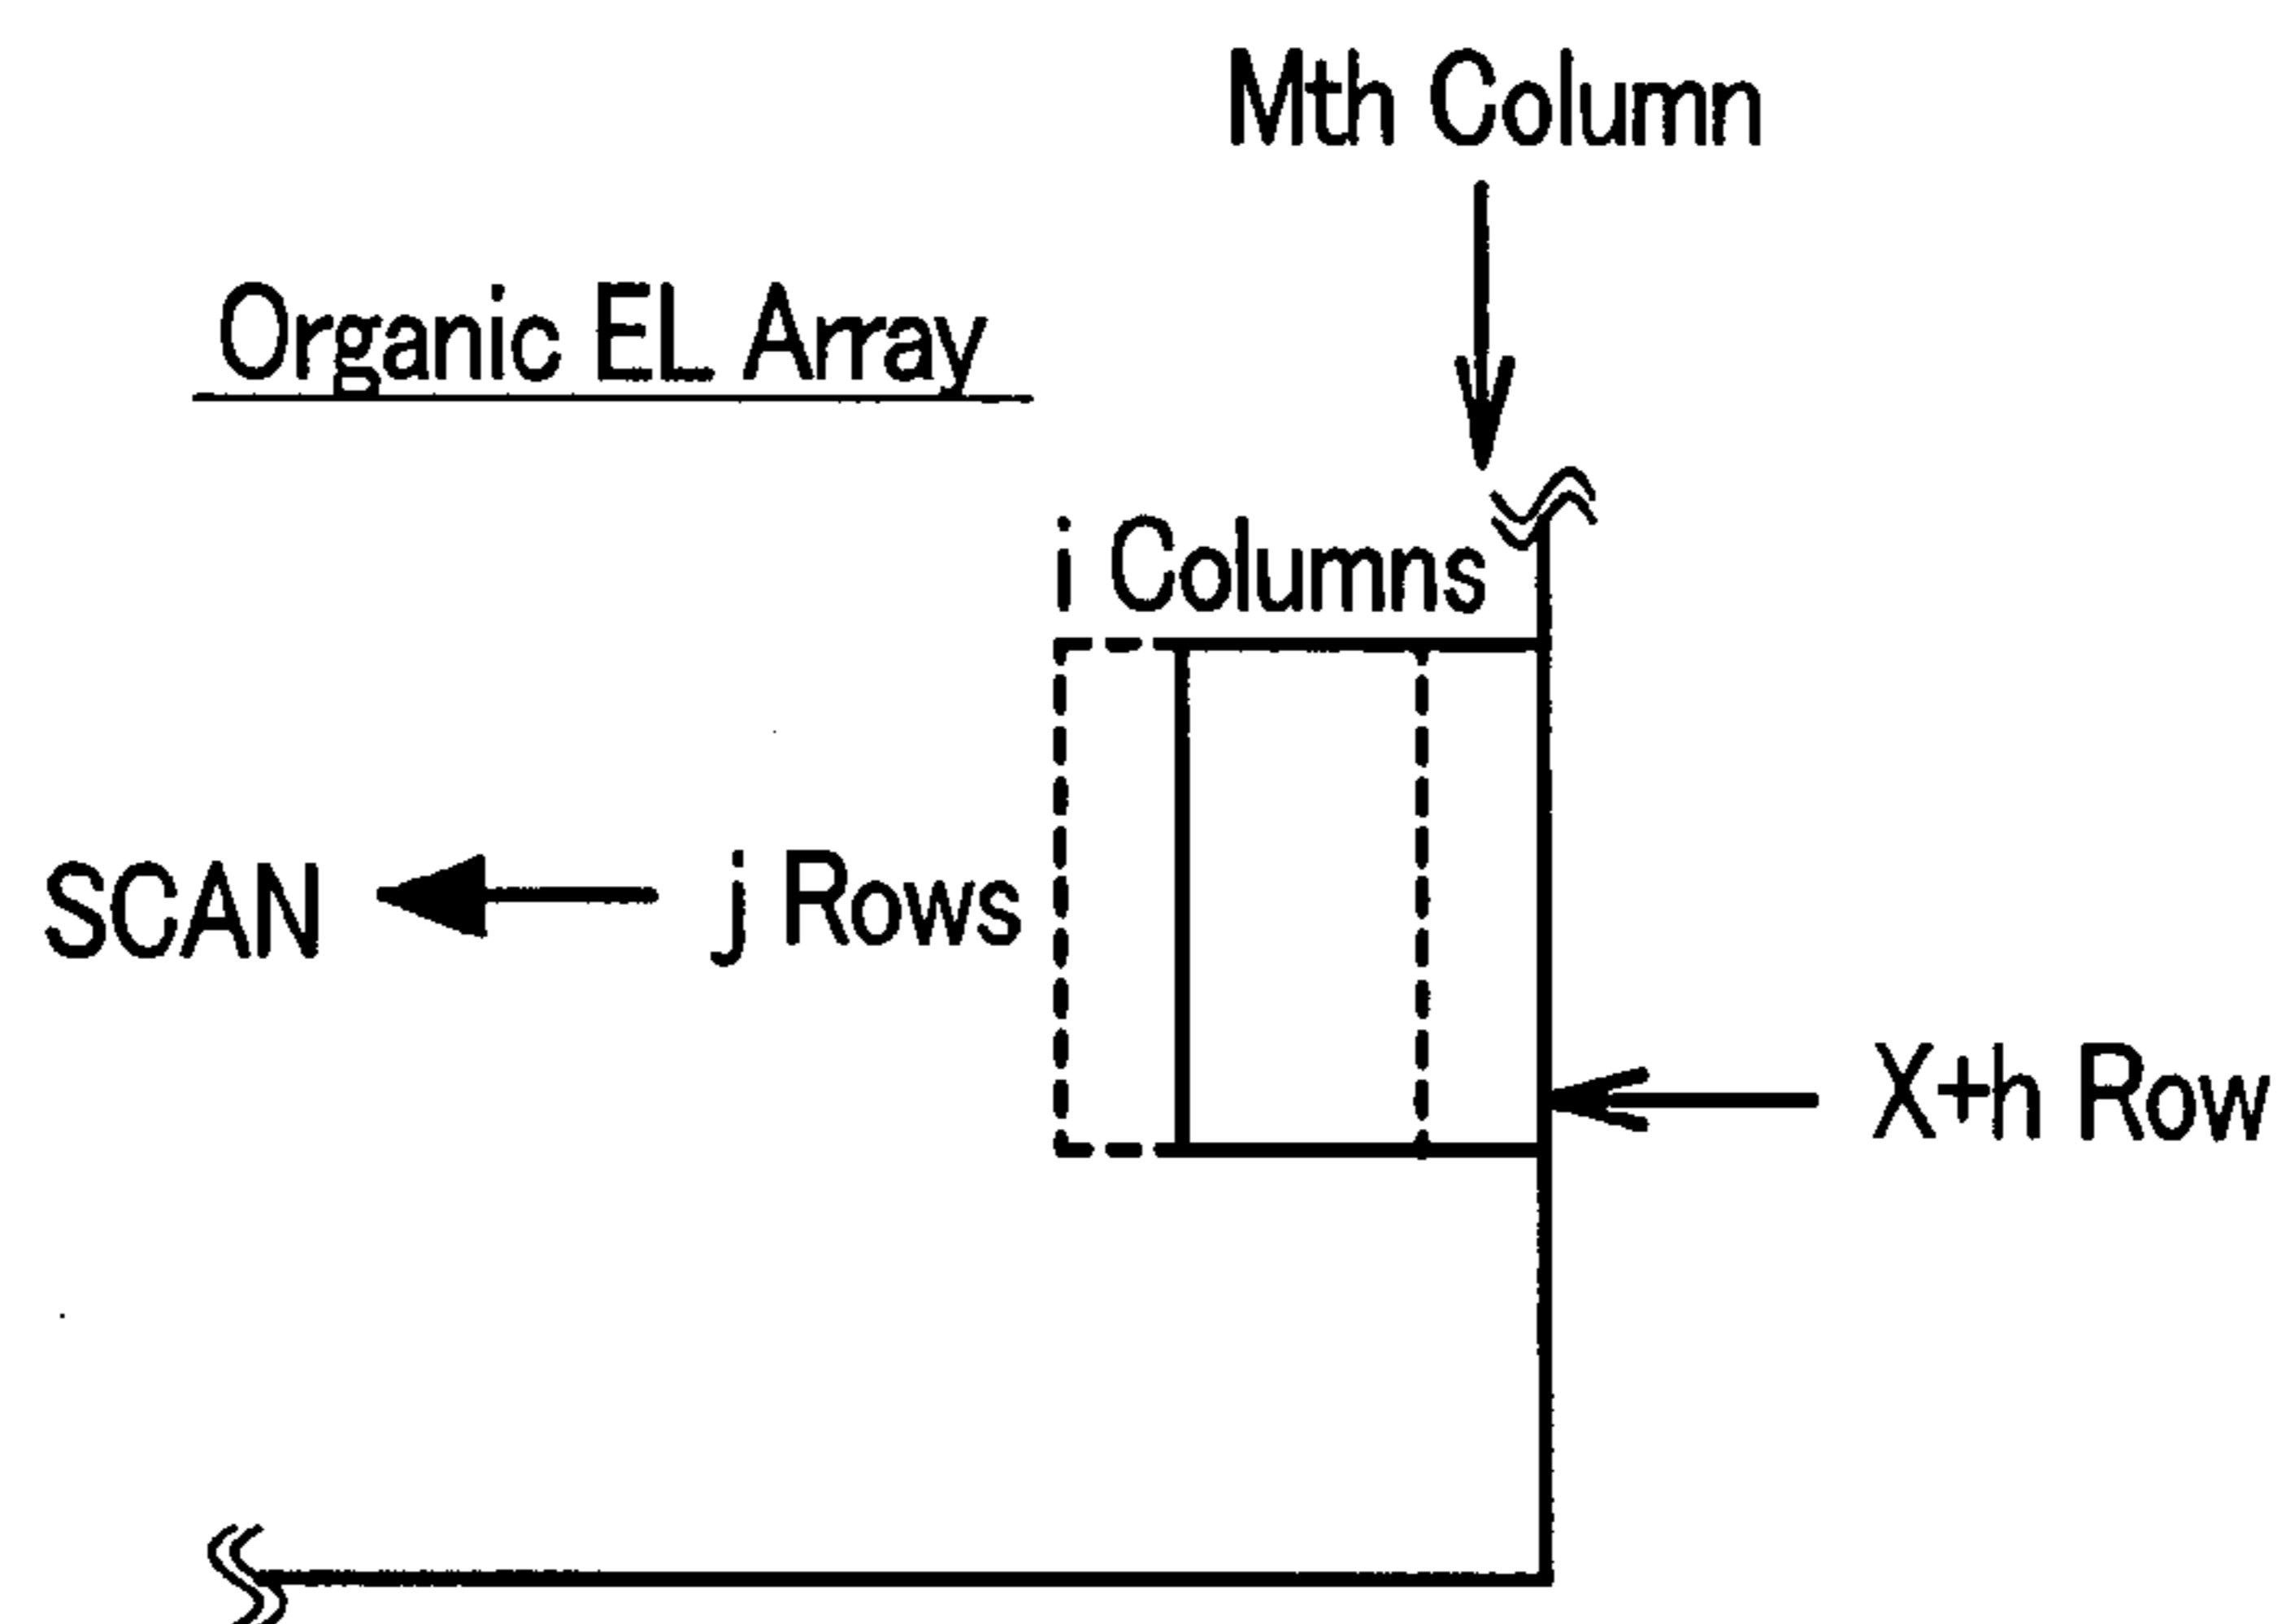 Mth Column
Organic EL Array
i Columns
SCAN
j Rows
X+h Row